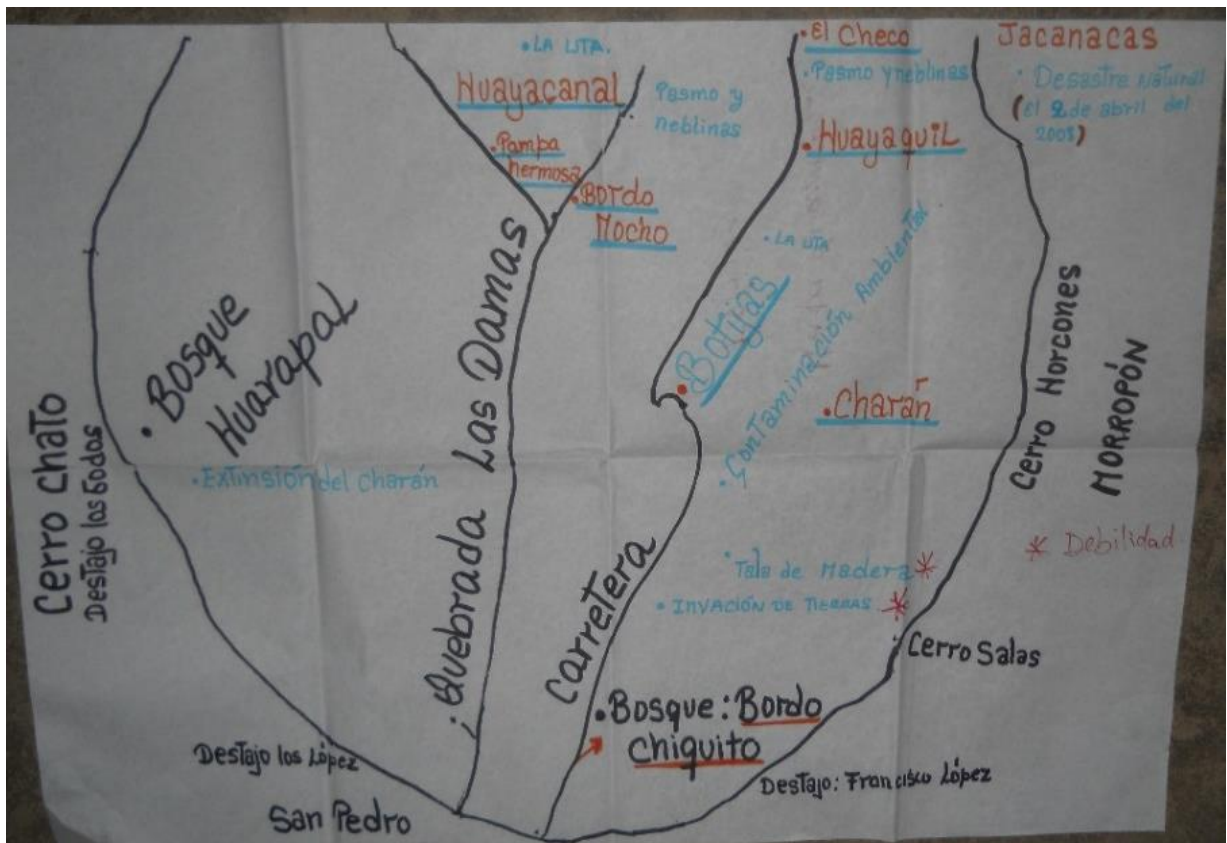 • LA UTA.
Huayacanal
Pasmo y
neblinas
• Pampa
hermosa
• Bordo
Mocho
• El Checo
• Pasmo y neblinas
• Huayaquil
Jacanacas
• Desastre Natural
(El 2 de abril del
2008)
• LA UTA
• Botijas
• Contaminación Ambiental
• Charán
Cerro Horcones
MORROPÓN
* Debilidad
• Bosque
Huarapal
• Extinsión del Charán
Cerro Chato
Destajo los Godos
Quebrada Las Damas
Carretera
• Tala de Madera *
• INVACIÓN DE TIERRAS *
Cerro Salas
• Bosque: Bordo
Chiquito
Destajo los López
San Pedro
Destajo: Francisco López